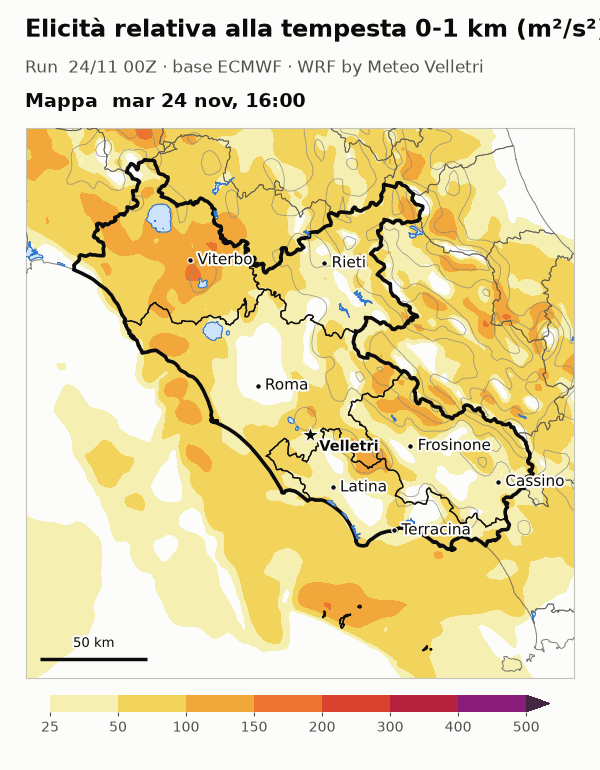 Elicità relativa alla tempesta 0-1 km (m²/s²)
Run 24/11 00Z · base ECMWF · WRF by Meteo Velletri
Mappa mar 24 nov, 16:00
Viterbo
Rieti
Roma
Velletri
Frosinone
Cassino
Latina
Terracina
50 km
25 50 100 150 200 300 400 500